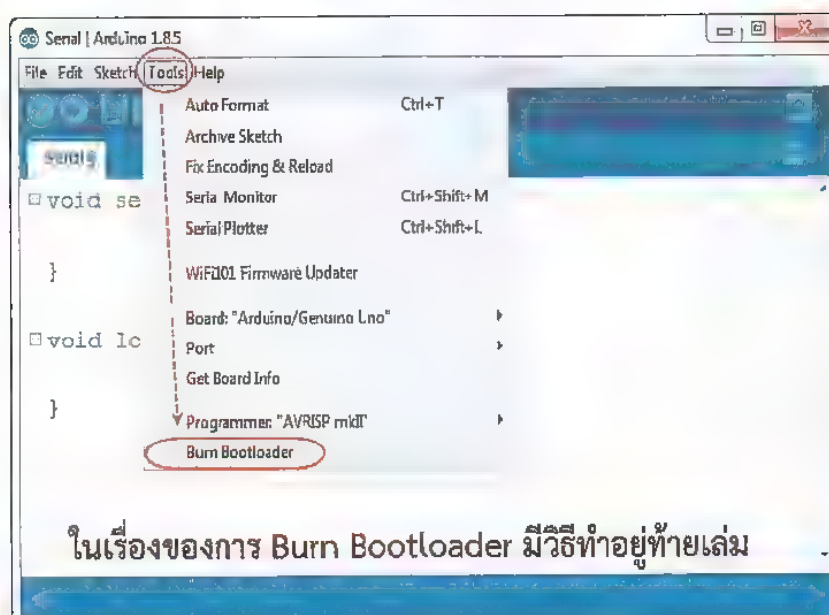 Serial | Arduino 1.8.5
File Edit Sketch Tools Help
Auto Format Ctrl+T
Archive Sketch
Fix Encoding & Reload
Serial Monitor Ctrl+Shift+M
Serial Plotter Ctrl+Shift+L
WiFi101 Firmware Updater
Board: "Arduino/Genuino Uno"
Port
Get Board Info
Programmer: "AVRISP mkII"
Burn Bootloader
void se
}
void lo
}
ในเรื่องของการ Burn Bootloader มีวิธีทำอยู่ท้ายเล่ม